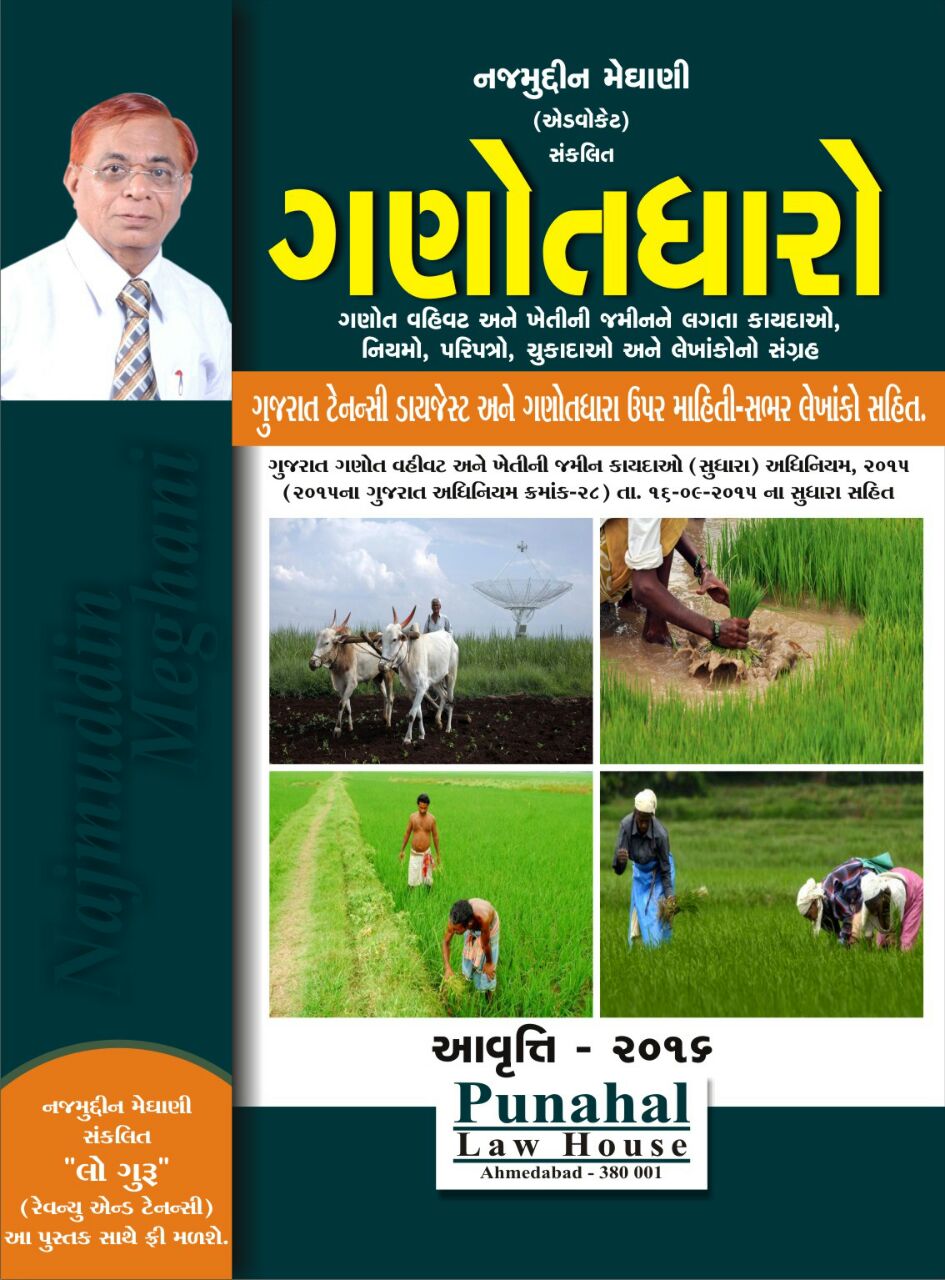 નજમુદ્દીન મેઘાણી
(એડવોકેટ)
સંકલિત
ગણોતધારો
ગણોત વહિવટ અને ખેતીની જમીનને લગતા કાયદાઓ,
નિયમો, પરિપત્રો, ચુકાદાઓ અને લેખાંકોનો સંગ્રહ
ગુજરાત ટેનન્સી ડાયજેસ્ટ અને ગણોતધારા ઉપર માહિતી-સભર લેખાંકો સહિત.
ગુજરાત ગણોત વહીવટ અને ખેતીની જમીન કાયદાઓ (સુધારા) અધિનિયમ, ૨૦૧૫
(૨૦૧૫ના ગુજરાત અધિનિયમ ક્રમાંક-૨૮) તા. ૧૬-૦૯-૨૦૧૫ ના સુધારા સહિત
Najmuddin
Meghani
આવૃત્તિ - ૨૦૧૬
Punahal
Law House
Ahmedabad - 380 001
નજમુદ્દીન મેઘાણી
સંકલિત
"લો ગુરૂ"
(રેવન્યુ એન્ડ ટેનન્સી)
આ પુસ્તક સાથે ફ્રી મળશે.